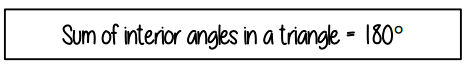 Sum of interior angles in a triangle = 180°